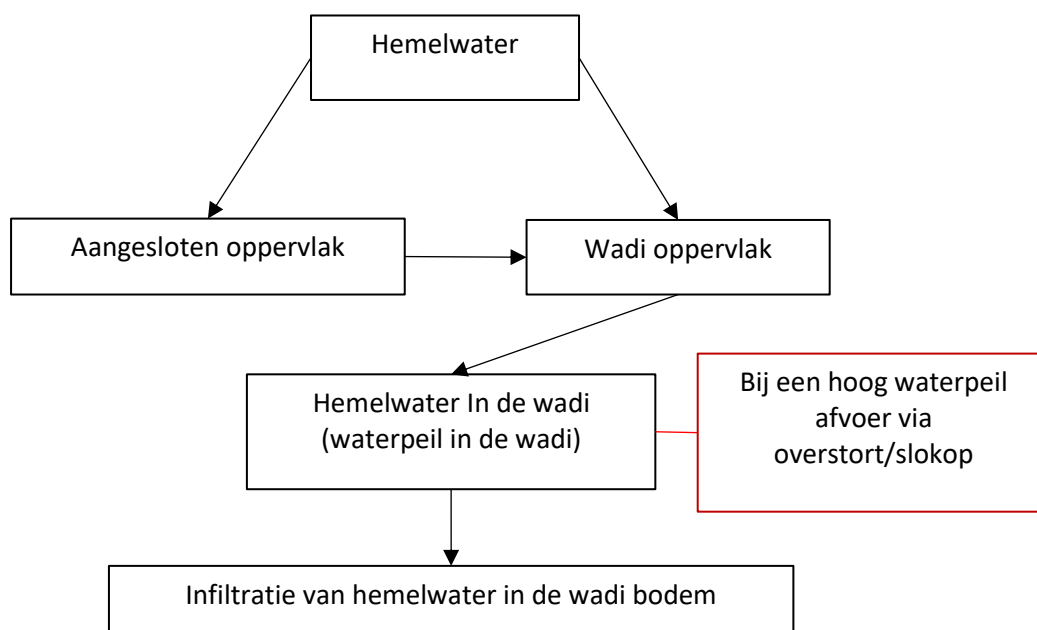 Hemelwater
Aangesloten oppervlak
Wadi oppervlak
Hemelwater In de wadi
(waterpeil in de wadi)
Bij een hoog waterpeil
afvoer via
overstort/slokop
Infiltratie van hemelwater in de wadi bodem